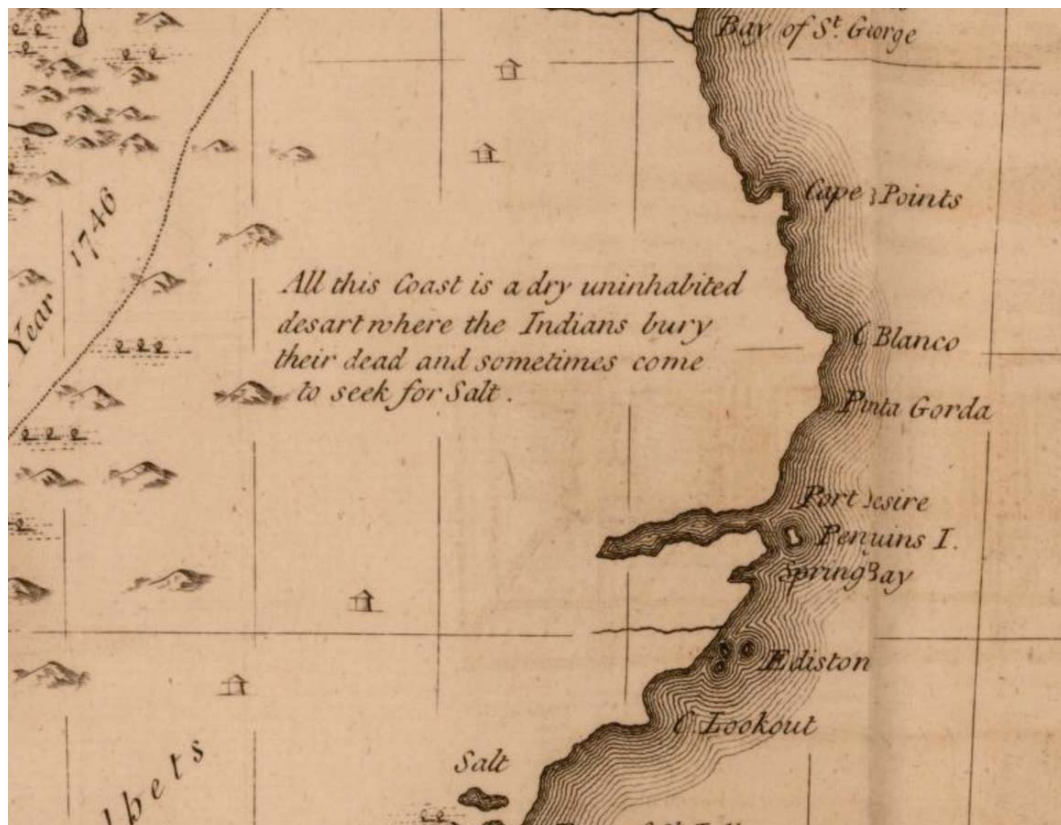 Bay of St. George
Cape 3 Points
All this Coast is a dry uninhabited
desart where the Indians bury
their dead and sometimes come
to seek for Salt.
Year 1746
C Blanco
Punta Gorda
Port Desire
Penguins I.
Spring Bay
Ediston
C. Lookout
Salt